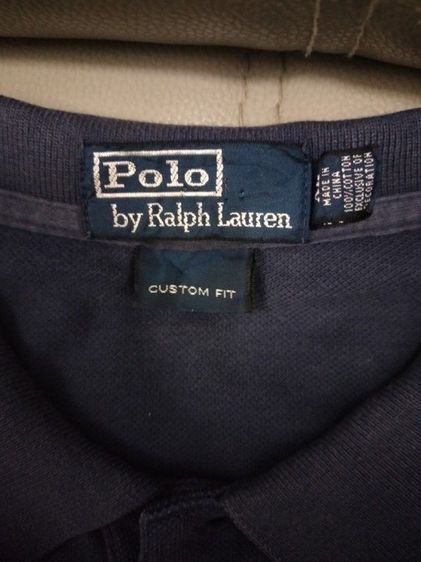 Polo
by Ralph Lauren
MADE IN
CHINA
100%COTTON
EXCLUSIVE OF
DECORATION
CUSTOM FIT